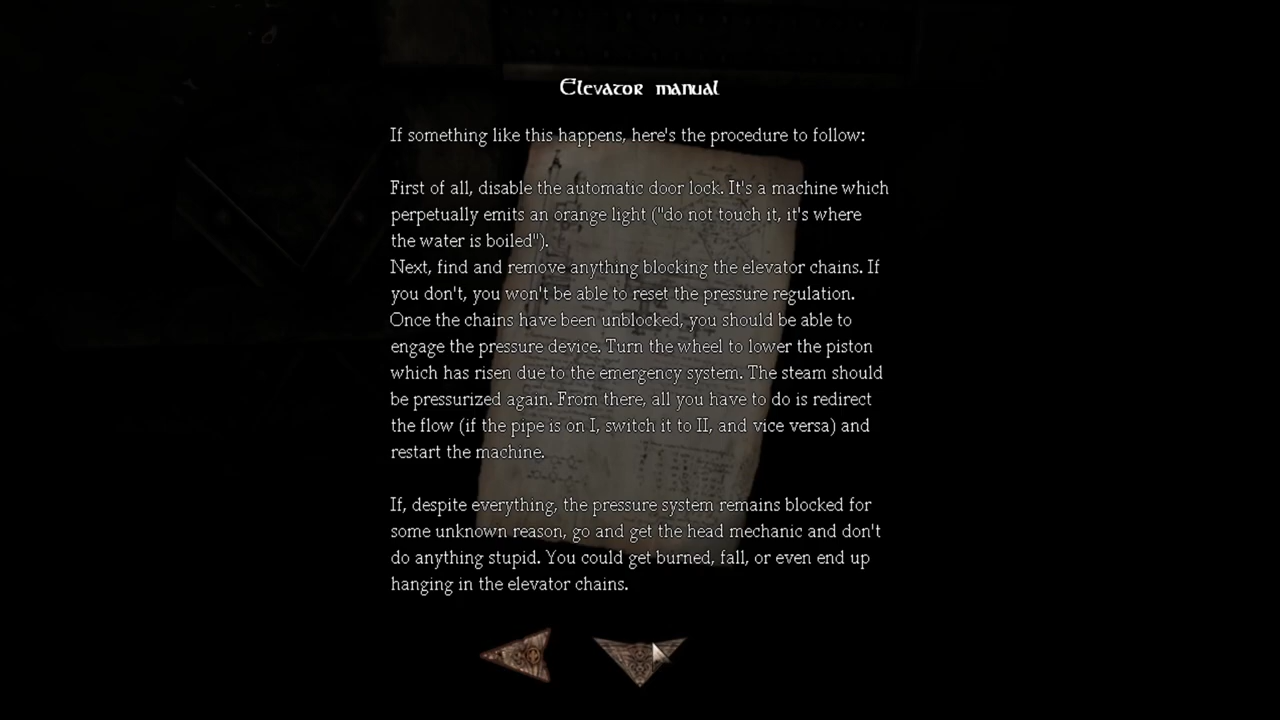 Elevator manual
If something like this happens, here's the procedure to follow:
First of all, disable the automatic door lock. It's a machine which
perpetually emits an orange light ("do not touch it, it's where
the water is boiled").
Next, find and remove anything blocking the elevator chains. If
you don't, you won't be able to reset the pressure regulation.
Once the chains have been unblocked, you should be able to
engage the pressure device. Turn the wheel to lower the piston
which has risen due to the emergency system. The steam should
be pressurized again. From there, all you have to do is redirect
the flow (if the pipe is on I, switch it to II, and vice versa) and
restart the machine.
If, despite everything, the pressure system remains blocked for
some unknown reason, go and get the head mechanic and don't
do anything stupid. You could get burned, fall, or even end up
hanging in the elevator chains.